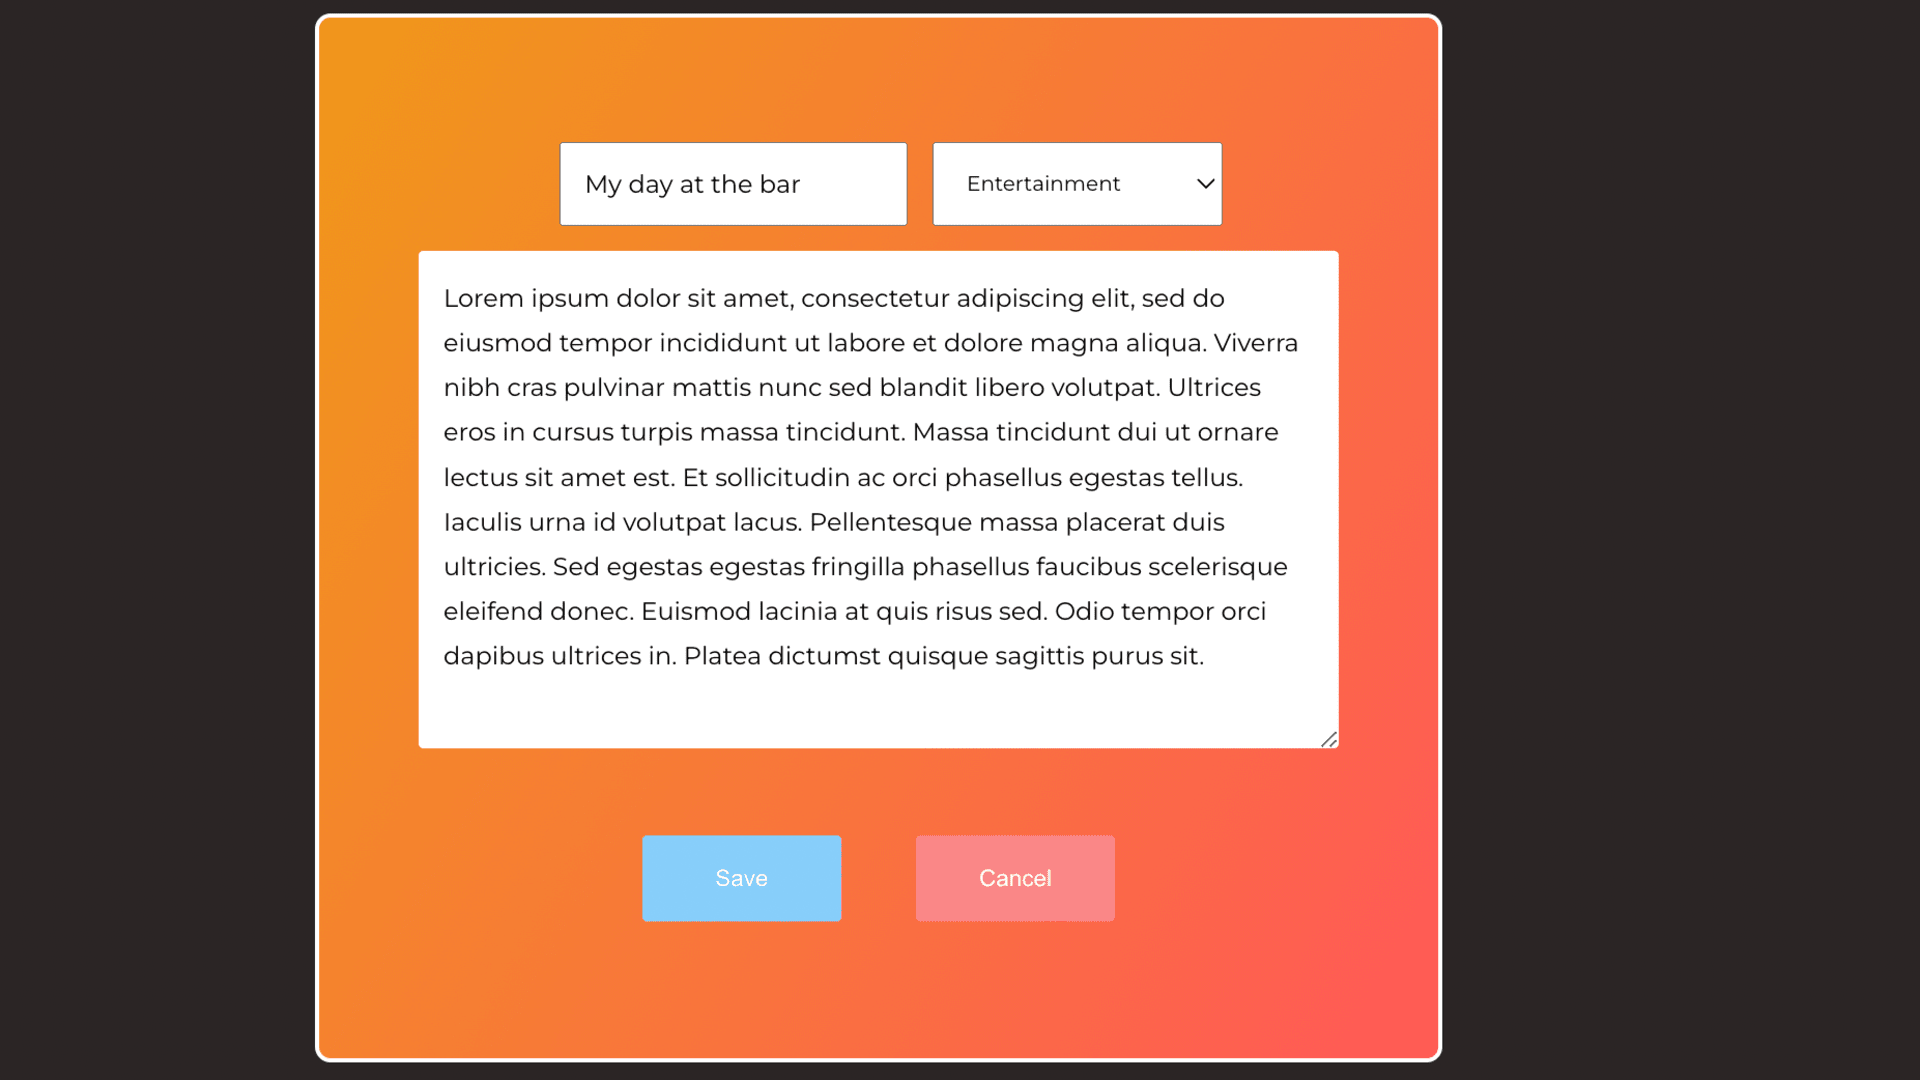 My day at the bar
Entertainment
Lorem ipsum dolor sit amet, consectetur adipiscing elit, sed do
eiusmod tempor incididunt ut labore et dolore magna aliqua. Viverra
nibh cras pulvinar mattis nunc sed blandit libero volutpat. Ultrices
eros in cursus turpis massa tincidunt. Massa tincidunt dui ut ornare
lectus sit amet est. Et sollicitudin ac orci phasellus egestas tellus.
Iaculis urna id volutpat lacus. Pellentesque massa placerat duis
ultricies. Sed egestas egestas fringilla phasellus faucibus scelerisque
eleifend donec. Euismod lacinia at quis risus sed. Odio tempor orci
dapibus ultrices in. Platea dictumst quisque sagittis purus sit.
Save
Cancel